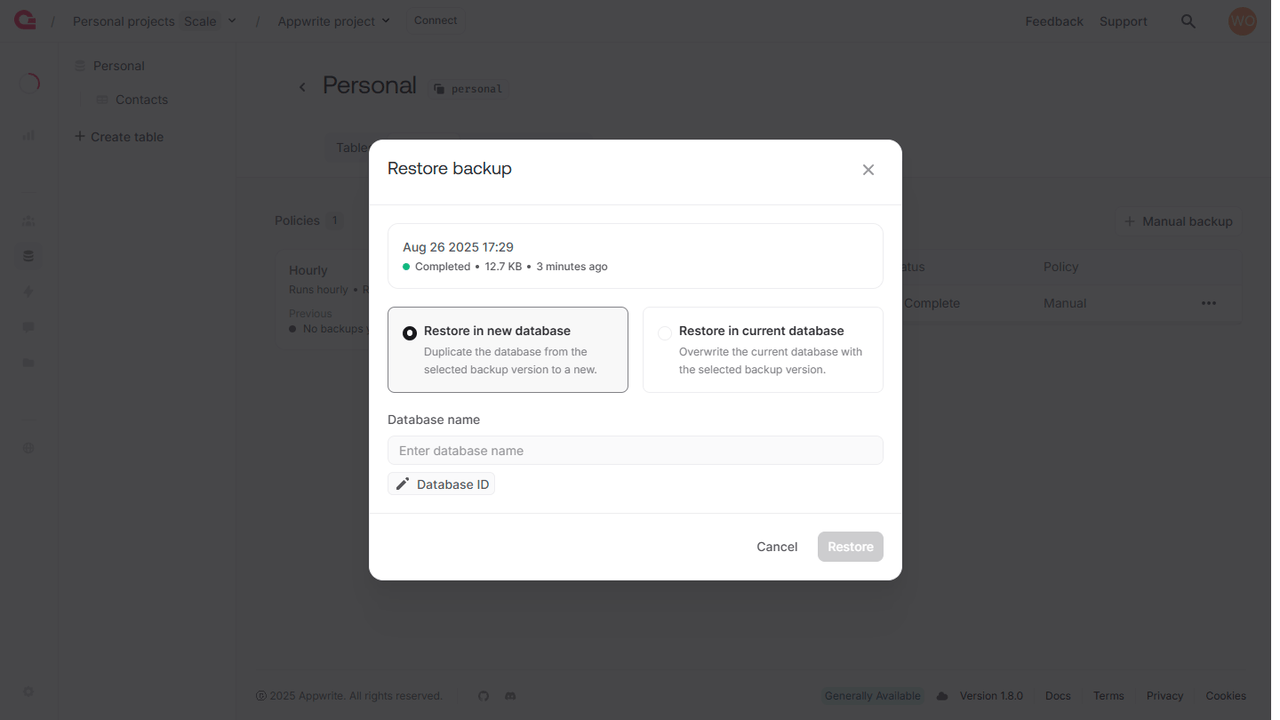 / Personal projects Scale / Appwrite project Connect Feedback Support WO
Personal
Contacts
+ Create table
Personal personal
Table
Policies 1 + Manual backup
Hourly
Runs hourly •
Previous
No backups
Policy
Complete Manual •••
Restore backup
Aug 26 2025 17:29
Completed • 12.7 KB • 3 minutes ago
Restore in new database
Duplicate the database from the
selected backup version to a new.
Restore in current database
Overwrite the current database with
the selected backup version.
Database name
Enter database name
Database ID
Cancel Restore
© 2025 Appwrite. All rights reserved. Generally Available Version 1.8.0 Docs Terms Privacy Cookies